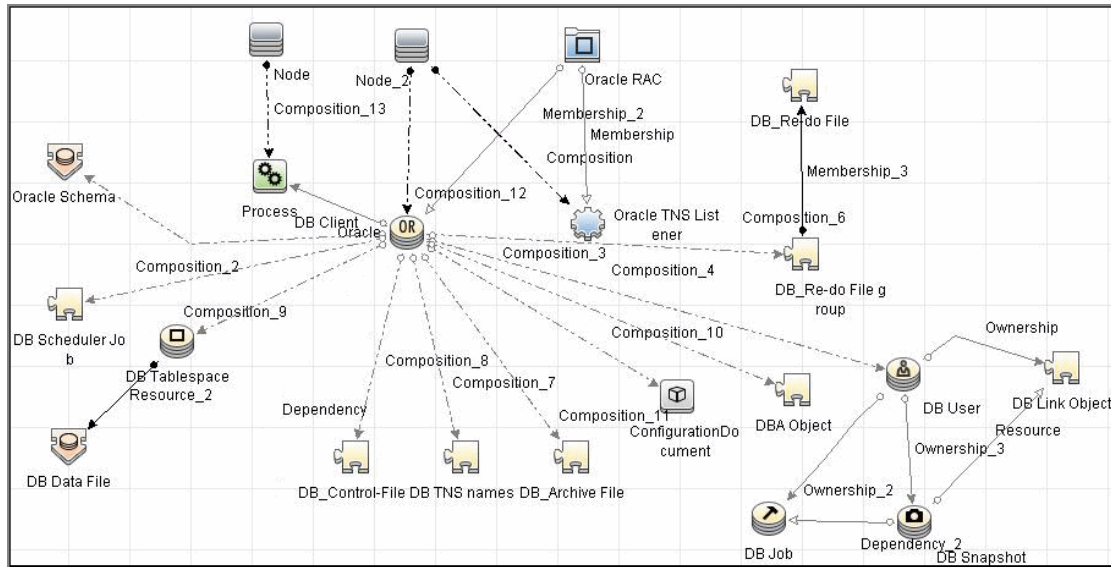 Node
Node_2
Oracle RAC
Composition_13
Membership_2
Membership
DB_Re-do File
Composition
Membership_3
Oracle Schema
Composition_12
Process
DB Client
Oracle
OR
Oracle TNS List
ener
Composition_6
Composition_2
Composition_3
Composition_4
DB_Re-do File g
roup
Composition_9
DB Scheduler Jo
b
Composition_10
Ownership
DB Tablespace
Resource_2
Composition_8
Composition_7
Dependency
Composition_11
ConfigurationDo
cument
DBA Object
DB User
DB Link Object
Resource
Ownership_3
DB Data File
DB_Control-File
DB TNS names
DB_Archive File
Ownership_2
DB Job
Dependency_2
DB Snapshot